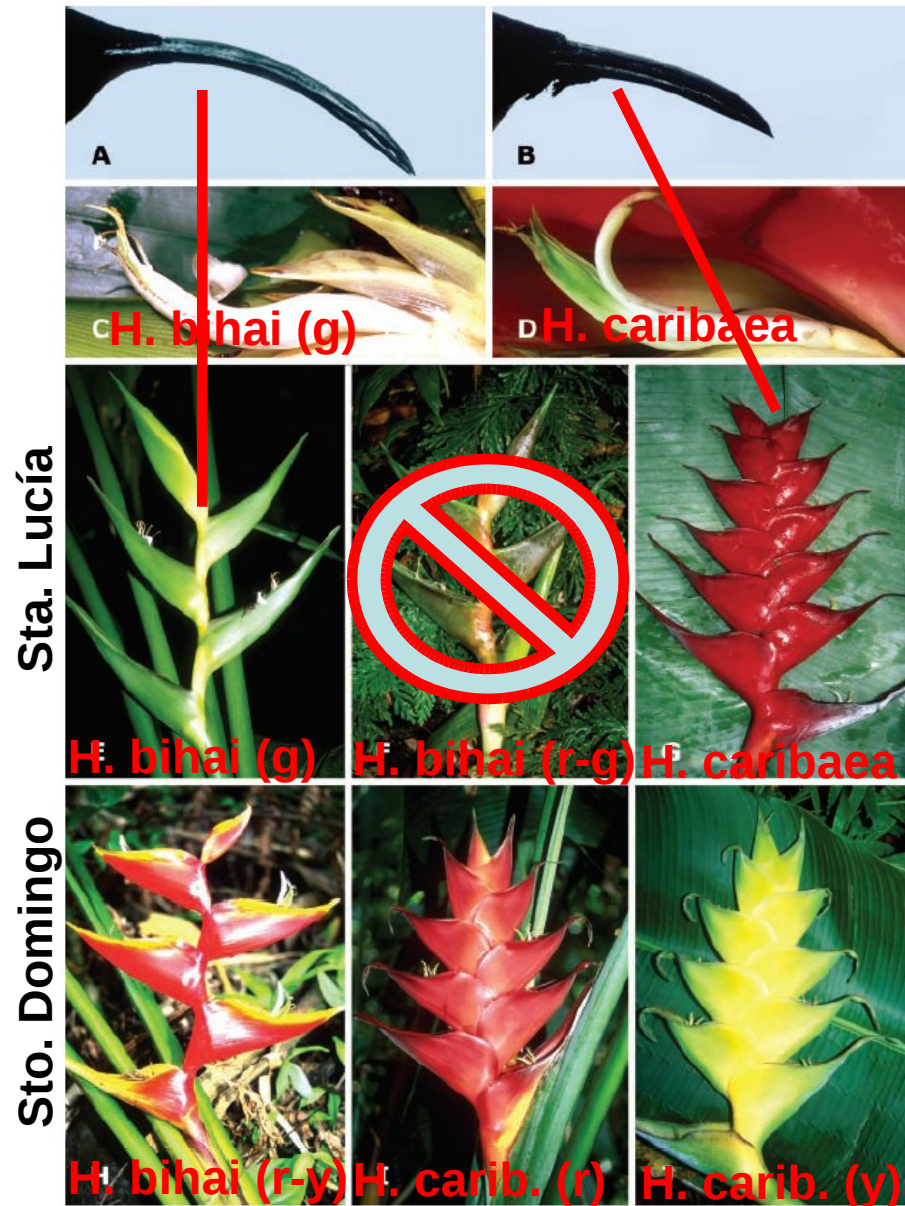 A
B
C
H. bihai (g)
D
H. caribaea
Sta. Lucía
H. bihai (g)
F
H. bihai (r-g)
H. caribaea
Sto. Domingo
H
H. bihai (r-y)
I
H. carib. (r)
H. carib. (y)